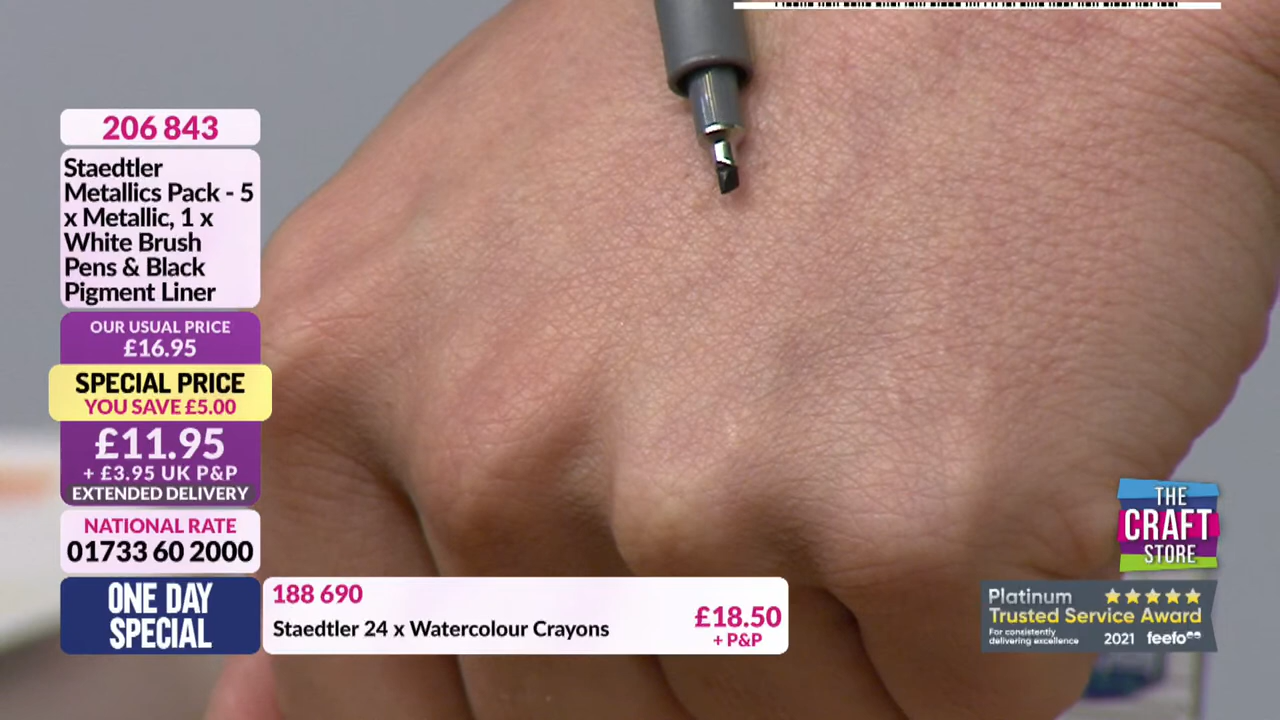 206 843
Staedtler
Metallics Pack - 5
x Metallic, 1 x
White Brush
Pens & Black
Pigment Liner
OUR USUAL PRICE
£16.95
SPECIAL PRICE
YOU SAVE £5.00
£11.95
+ £3.95 UK P&P
EXTENDED DELIVERY
NATIONAL RATE
01733 60 2000
ONE DAY
SPECIAL
188 690
Staedtler 24 x Watercolour Crayons
£18.50
+ P&P
THE
CRAFT
STORE
Platinum
Trusted Service Award
For consistently
delivering excellence
2021 feefo